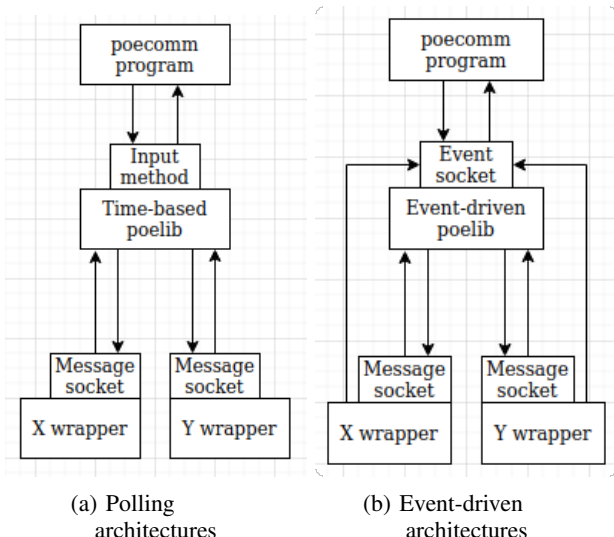 poecomm
program
Input
method
Time-based
poelib
Message
socket
Message
socket
X wrapper
Y wrapper
(a) Polling
architectures
poecomm
program
Event
socket
Event-driven
poelib
Message
socket
Message
socket
X wrapper
Y wrapper
(b) Event-driven
architectures